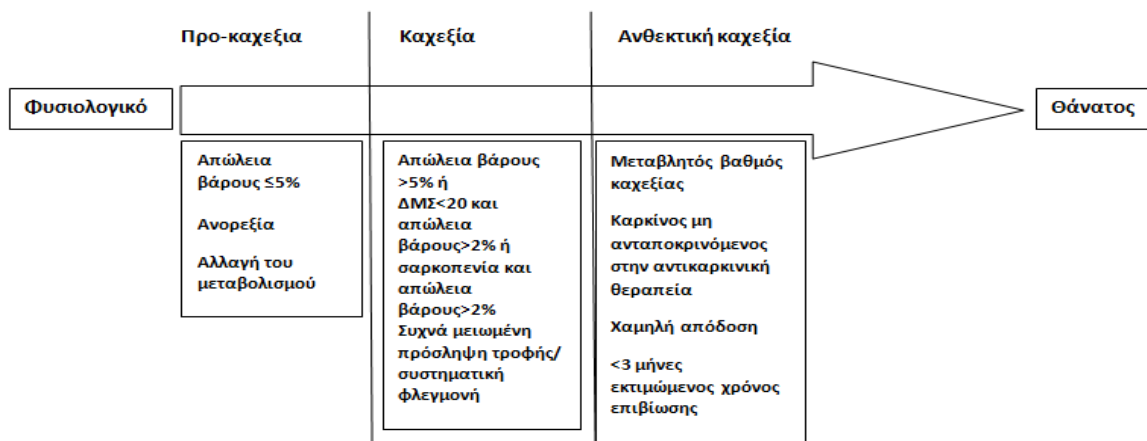 Προ-καχεξια
Καχεξία
Ανθεκτική καχεξία
Φυσιολογικό
Θάνατος
Απώλεια
βάρους ≤5%
Ανορεξία
Αλλαγή του
μεταβολισμού
Απώλεια βάρους
>5% ή
ΔΜΣ<20 και
απώλεια
βάρους>2% ή
σαρκοπενία και
απώλεια
βάρους>2%
Συχνά μειωμένη
πρόσληψη τροφής/
συστηματική
φλεγμονή
Μεταβλητός βαθμός
καχεξίας
Καρκίνος μη
ανταποκρινόμενος
στην αντικαρκινική
θεραπεία
Χαμηλή απόδοση
<3 μήνες
εκτιμώμενος χρόνος
επιβίωσης